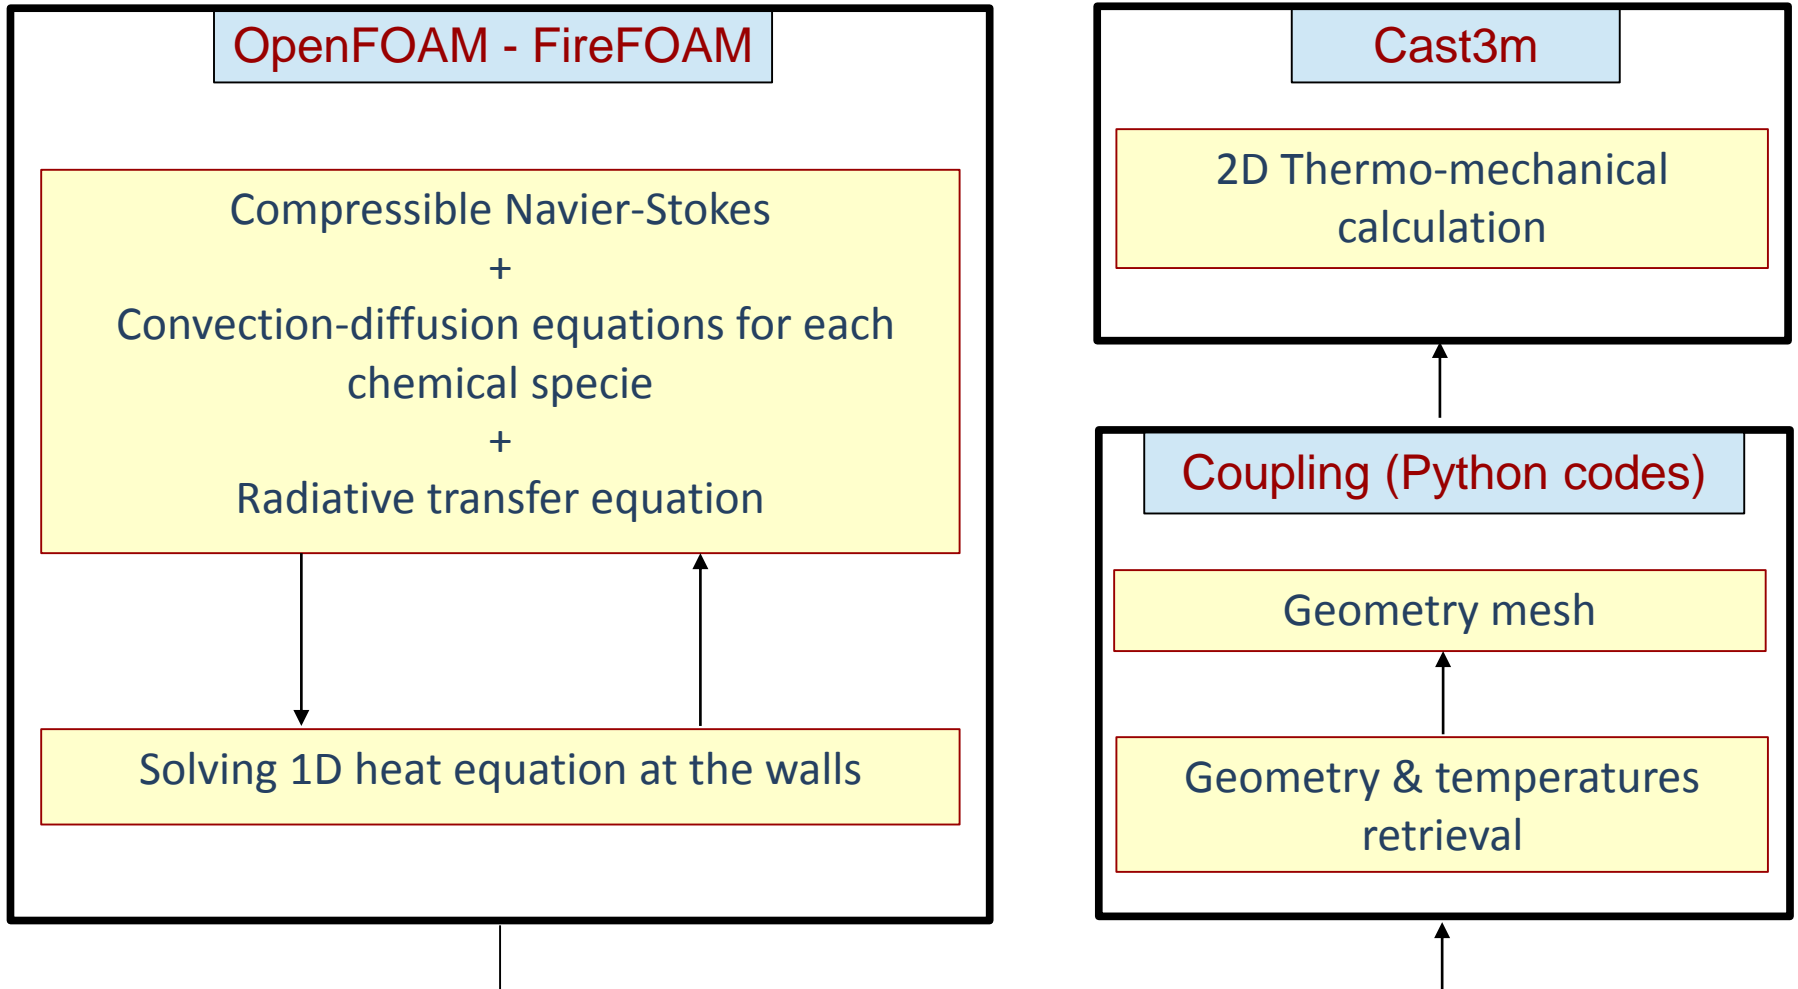 OpenFOAM - FireFOAM
Compressible Navier-Stokes
+
Convection-diffusion equations for each
chemical specie
+
Radiative transfer equation
Solving 1D heat equation at the walls
Cast3m
2D Thermo-mechanical
calculation
Coupling (Python codes)
Geometry mesh
Geometry & temperatures
retrieval